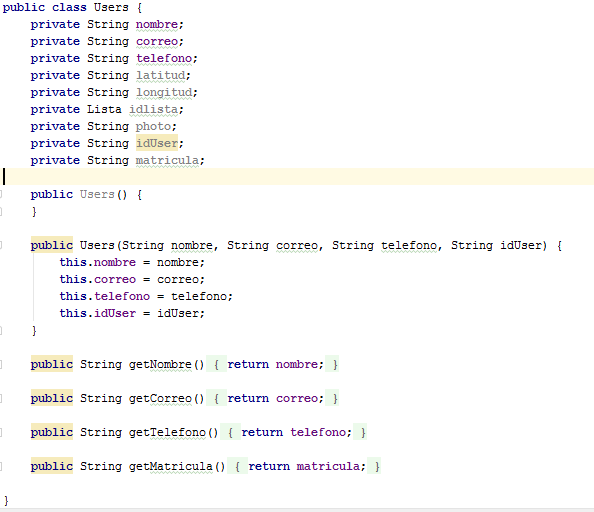 public class Users {
    private String nombre;
    private String correo;
    private String telefono;
    private String latitud;
    private String longitud;
    private Lista idlista;
    private String photo;
    private String idUser;
    private String matricula;
    public Users() {
    }
    public Users(String nombre, String correo, String telefono, String idUser) {
        this.nombre = nombre;
        this.correo = correo;
        this.telefono = telefono;
        this.idUser = idUser;
    }
    public String getNombre() { return nombre; }
    public String getCorreo() { return correo; }
    public String getTelefono() { return telefono; }
    public String getMatricula() { return matricula; }
}